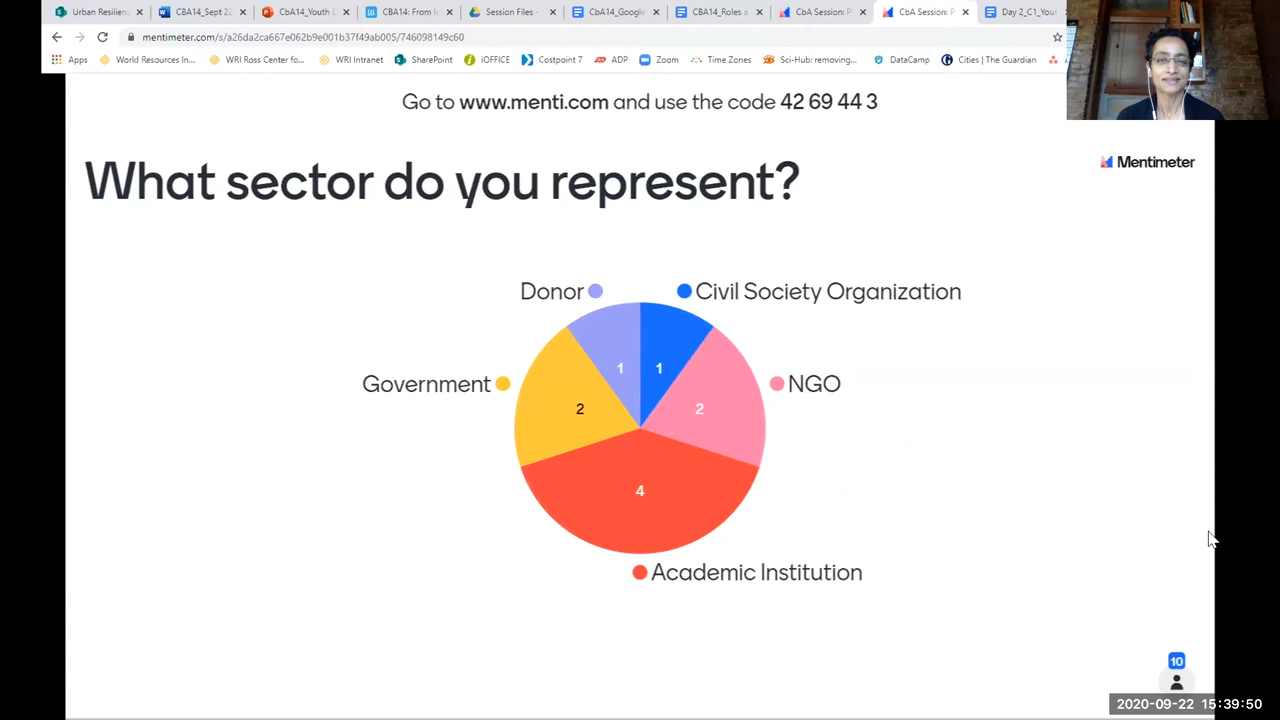 Urban Resilien
CBA14_Sept 22
CbA14_Youth D
CBA14: From lo
Session Files -
CbA14_Google
CBA14_Roles a
CbA Session: P
CbA Session: P
Day 2_C1_Yout
mentimeter.com/s/a26da2ca667e062b9e001b37f49ab005/746098149c60
Apps
World Resources In...
WRI Ross Center fo...
WRI Intranet
SharePoint
iOFFICE
Costpoint 7
ADP
Zoom
Time Zones
Sci-Hub: removing...
DataCamp
Cities | The Guardian
Go to www.menti.com and use the code 42 69 44 3
Mentimeter
What sector do you represent?
Donor
Civil Society Organization
1
1
Government
NGO
2
2
4
Academic Institution
10
2020-09-22 15:39:50